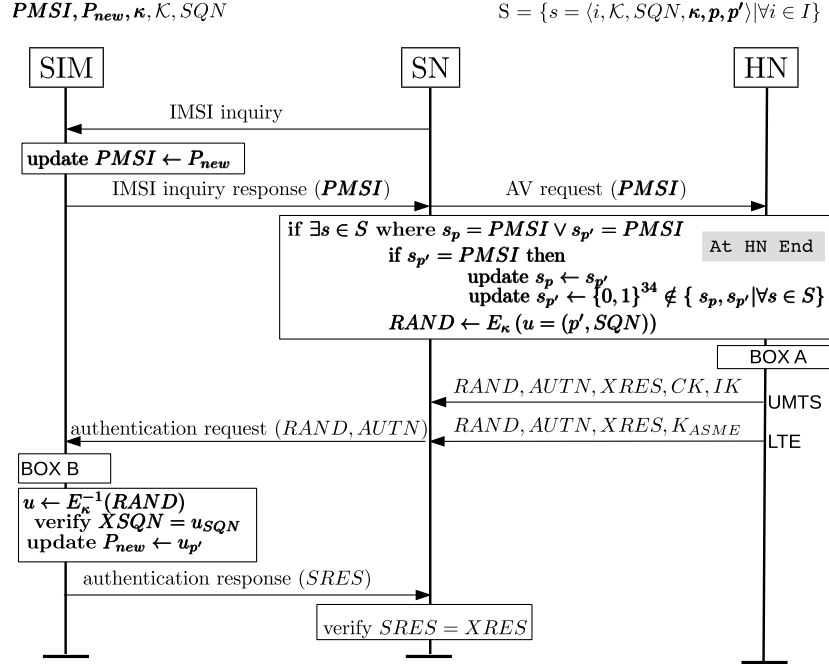 PMSI, P_new, κ, 𝒦, SQN
S = {s = ⟨i, 𝒦, SQN, κ, p, p′⟩|∀i ∈ I}
SIM
SN
HN
IMSI inquiry
update PMSI ← P_new
IMSI inquiry response (PMSI)
AV request (PMSI)
if ∃s ∈ S where s_p = PMSI ∨ s_p′ = PMSI
At HN End
if s_p′ = PMSI then
update s_p ← s_p′
update s_p′ ← {0,1}^34 ∉ { s_p, s_p′|∀s ∈ S}
RAND ← E_κ (u = (p′, SQN))
BOX A
RAND, AUTN, XRES, CK, IK
UMTS
authentication request (RAND, AUTN)
RAND, AUTN, XRES, K_ASME
LTE
BOX B
u ← E_κ^−1(RAND)
verify XSQN = u_SQN
update P_new ← u_p′
authentication response (SRES)
verify SRES = XRES